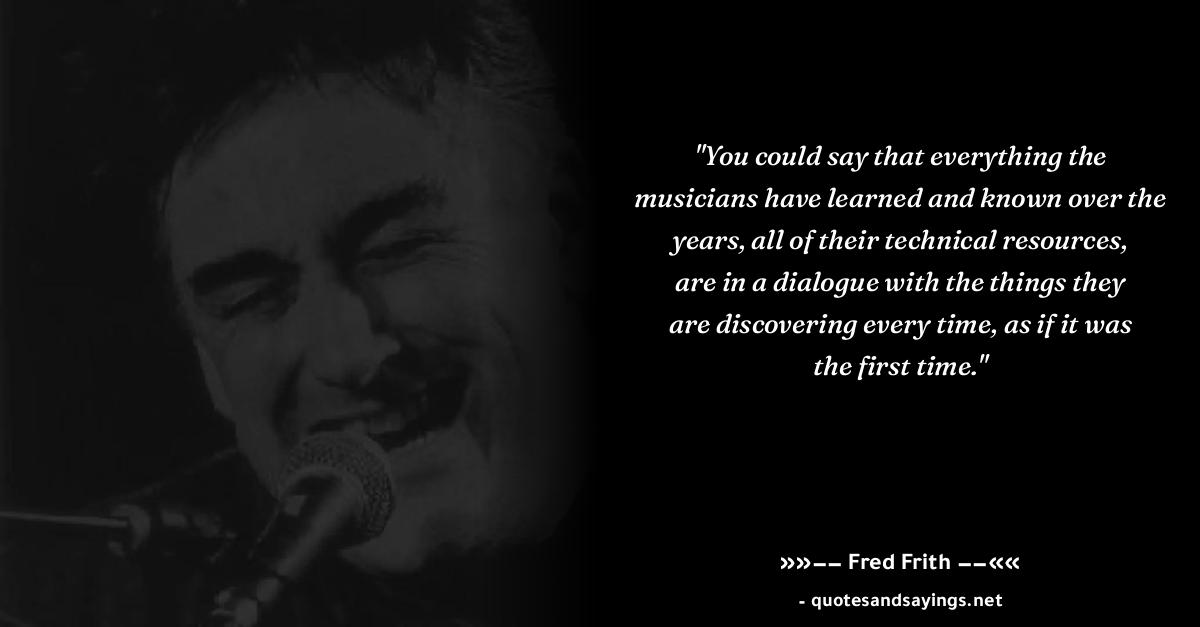 "You could say that everything the
musicians have learned and known over the
years, all of their technical resources,
are in a dialogue with the things they
are discovering every time, as if it was
the first time."
»»–– Fred Frith ––««
- quotesandsayings.net